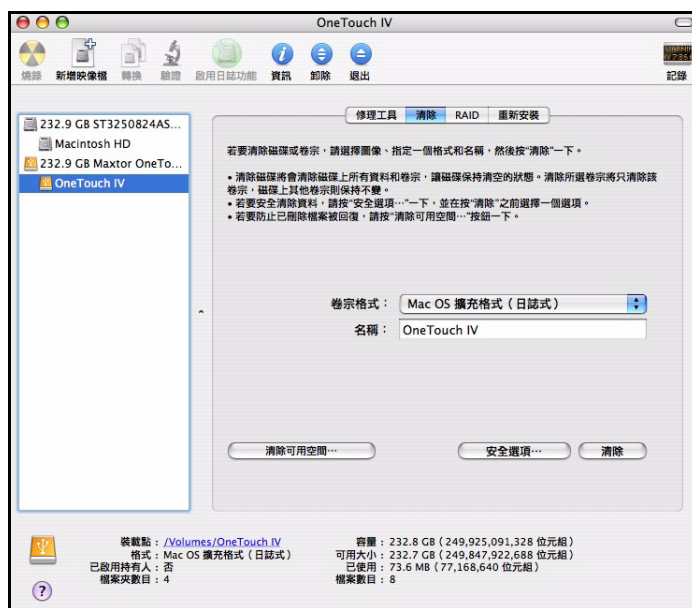 OneTouch IV
燒錄 新增映像檔 轉換 驗證 啟用日誌功能 資訊 卸除 退出 記錄
修理工具 清除 RAID 重新安裝
232.9 GB ST3250824AS...
Macintosh HD
232.9 GB Maxtor OneTo...
OneTouch IV
若要清除磁碟或卷宗，請選擇圖像、指定一個格式和名稱，然後按"清除"一下。
• 清除磁碟將會清除磁碟上所有資料和卷宗，讓磁碟保持清空的狀態。清除所選卷宗將只清除該
卷宗，磁碟上其他卷宗則保持不變。
• 若要安全清除資料，請按"安全選項⋯"一下，並在按"清除"之前選擇一個選項。
• 若要防止已刪除檔案被回復，請按"清除可用空間⋯"按鈕一下。
卷宗格式： Mac OS 擴充格式（日誌式）
名稱： OneTouch IV
清除可用空間⋯ 安全選項⋯ 清除
裝載點：/Volumes/OneTouch IV
格式：Mac OS 擴充格式（日誌式）
已啟用持有人：否
檔案夾數目：4
容量：232.8 GB（249,925,091,328 位元組）
可用大小：232.7 GB（249,847,922,688 位元組）
已使用：73.6 MB（77,168,640 位元組）
檔案數目：8